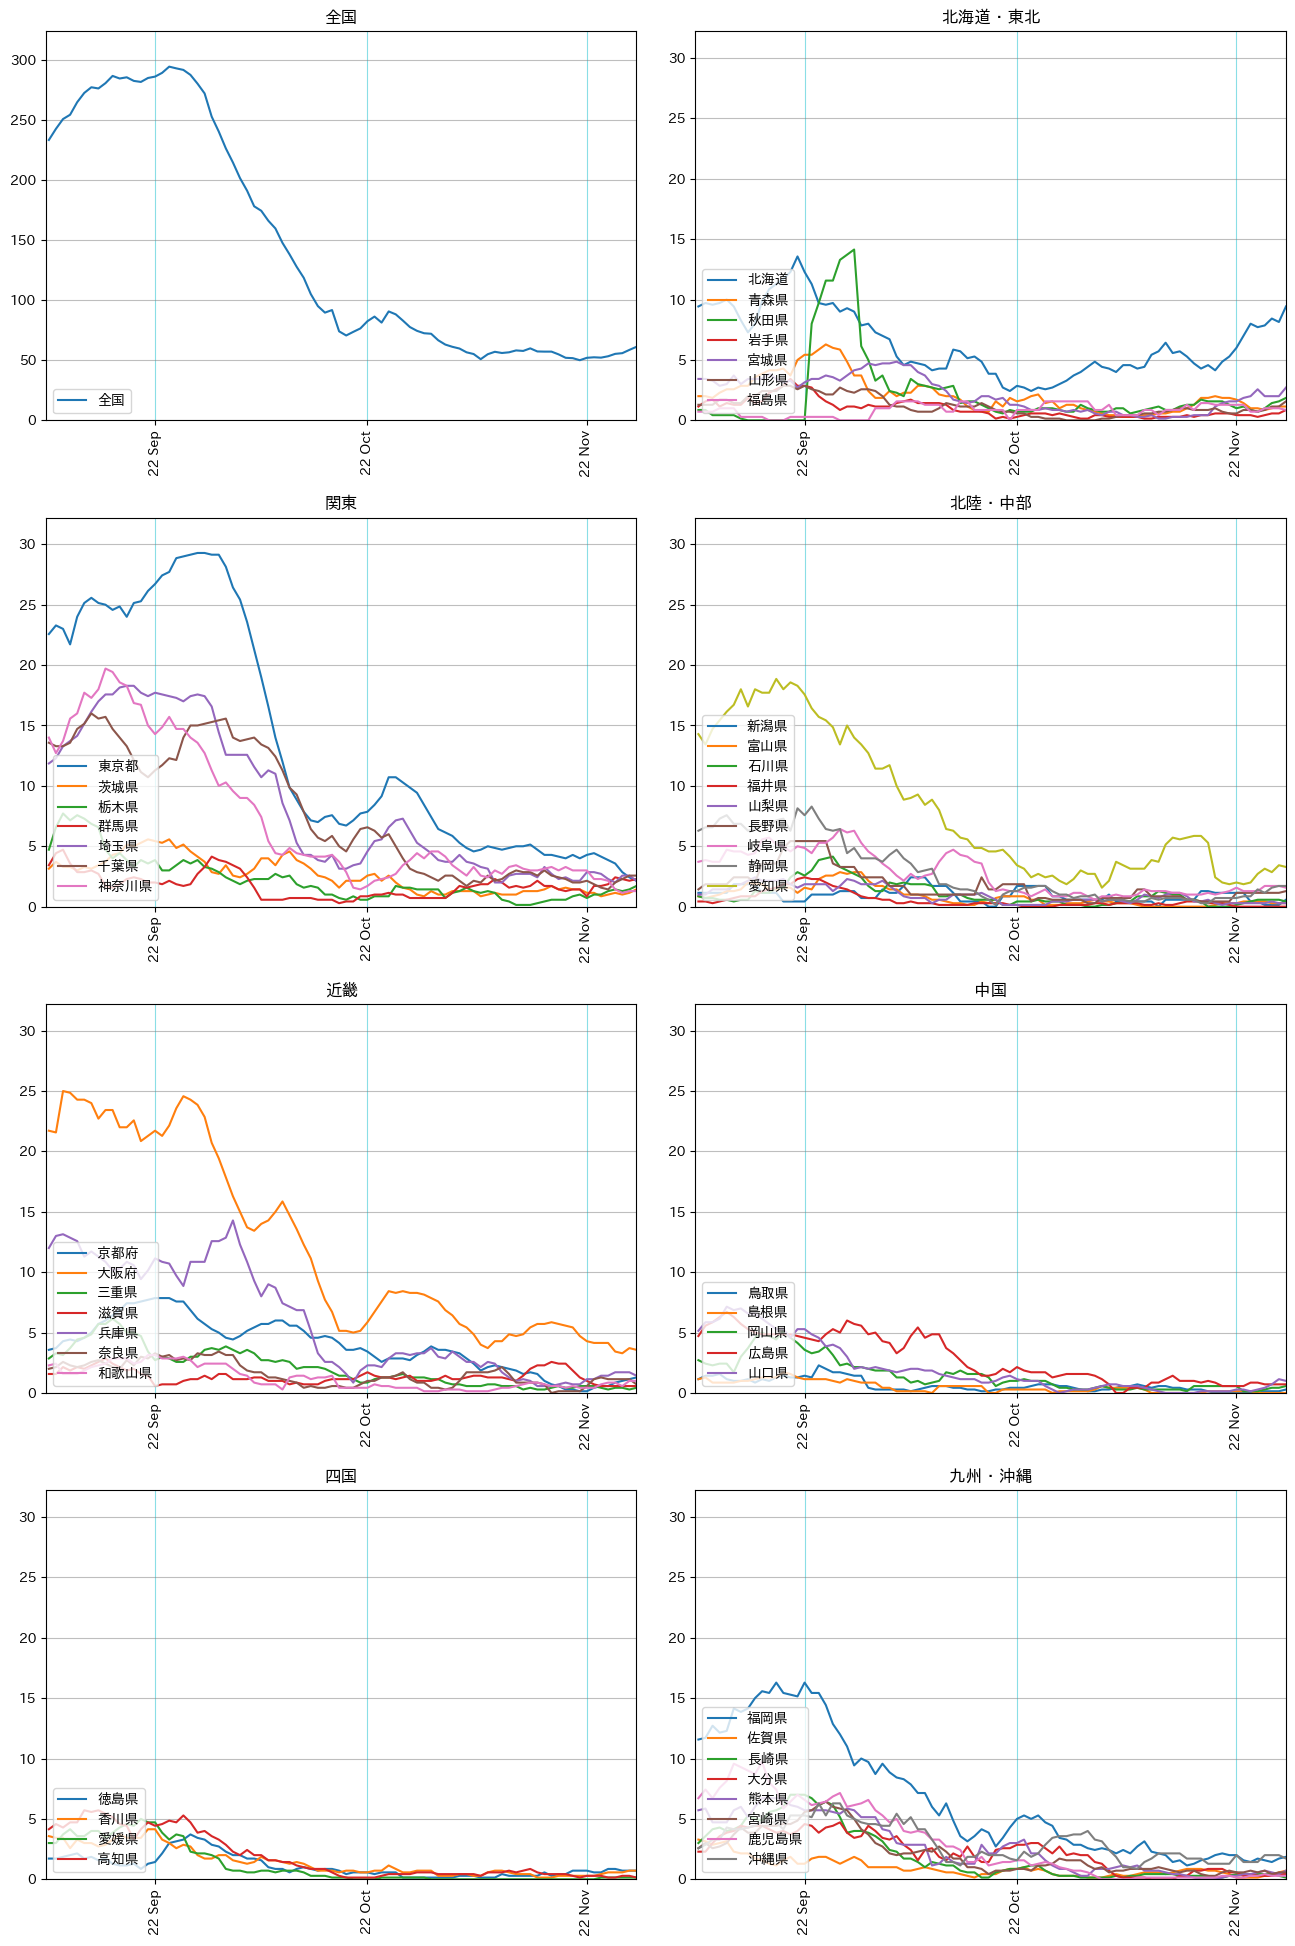 全国
300
250
200
150
100
50
0
全国
22 Sep
22 Oct
22 Nov
北海道・東北
30
25
20
15
10
5
0
北海道
青森県
秋田県
岩手県
宮城県
山形県
福島県
22 Sep
22 Oct
22 Nov
関東
30
25
20
15
10
5
0
東京都
茨城県
栃木県
群馬県
埼玉県
千葉県
神奈川県
22 Sep
22 Oct
22 Nov
北陸・中部
30
25
20
15
10
5
0
新潟県
富山県
石川県
福井県
山梨県
長野県
岐阜県
静岡県
愛知県
22 Sep
22 Oct
22 Nov
近畿
30
25
20
15
10
5
0
京都府
大阪府
三重県
滋賀県
兵庫県
奈良県
和歌山県
22 Sep
22 Oct
22 Nov
中国
30
25
20
15
10
5
0
鳥取県
島根県
岡山県
広島県
山口県
22 Sep
22 Oct
22 Nov
四国
30
25
20
15
10
5
0
徳島県
香川県
愛媛県
高知県
22 Sep
22 Oct
22 Nov
九州・沖縄
30
25
20
15
10
5
0
福岡県
佐賀県
長崎県
大分県
熊本県
宮崎県
鹿児島県
沖縄県
22 Sep
22 Oct
22 Nov